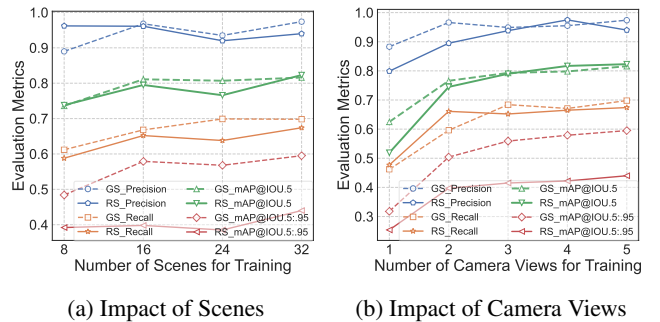 1.0
0.9
0.8
0.7
0.6
0.5
0.4
Evaluation Metrics
GS_Precision
RS_Precision
GS_Recall
RS_Recall
GS_mAP@IOU.5
RS_mAP@IOU.5
GS_mAP@IOU.5:.95
RS_mAP@IOU.5:.95
8 16 24 32
Number of Scenes for Training
(a) Impact of Scenes
1.0
0.9
0.8
0.7
0.6
0.5
0.4
0.3
Evaluation Metrics
GS_Precision
RS_Precision
GS_Recall
RS_Recall
GS_mAP@IOU.5
RS_mAP@IOU.5
GS_mAP@IOU.5:.95
RS_mAP@IOU.5:.95
1 2 3 4 5
Number of Camera Views for Training
(b) Impact of Camera Views